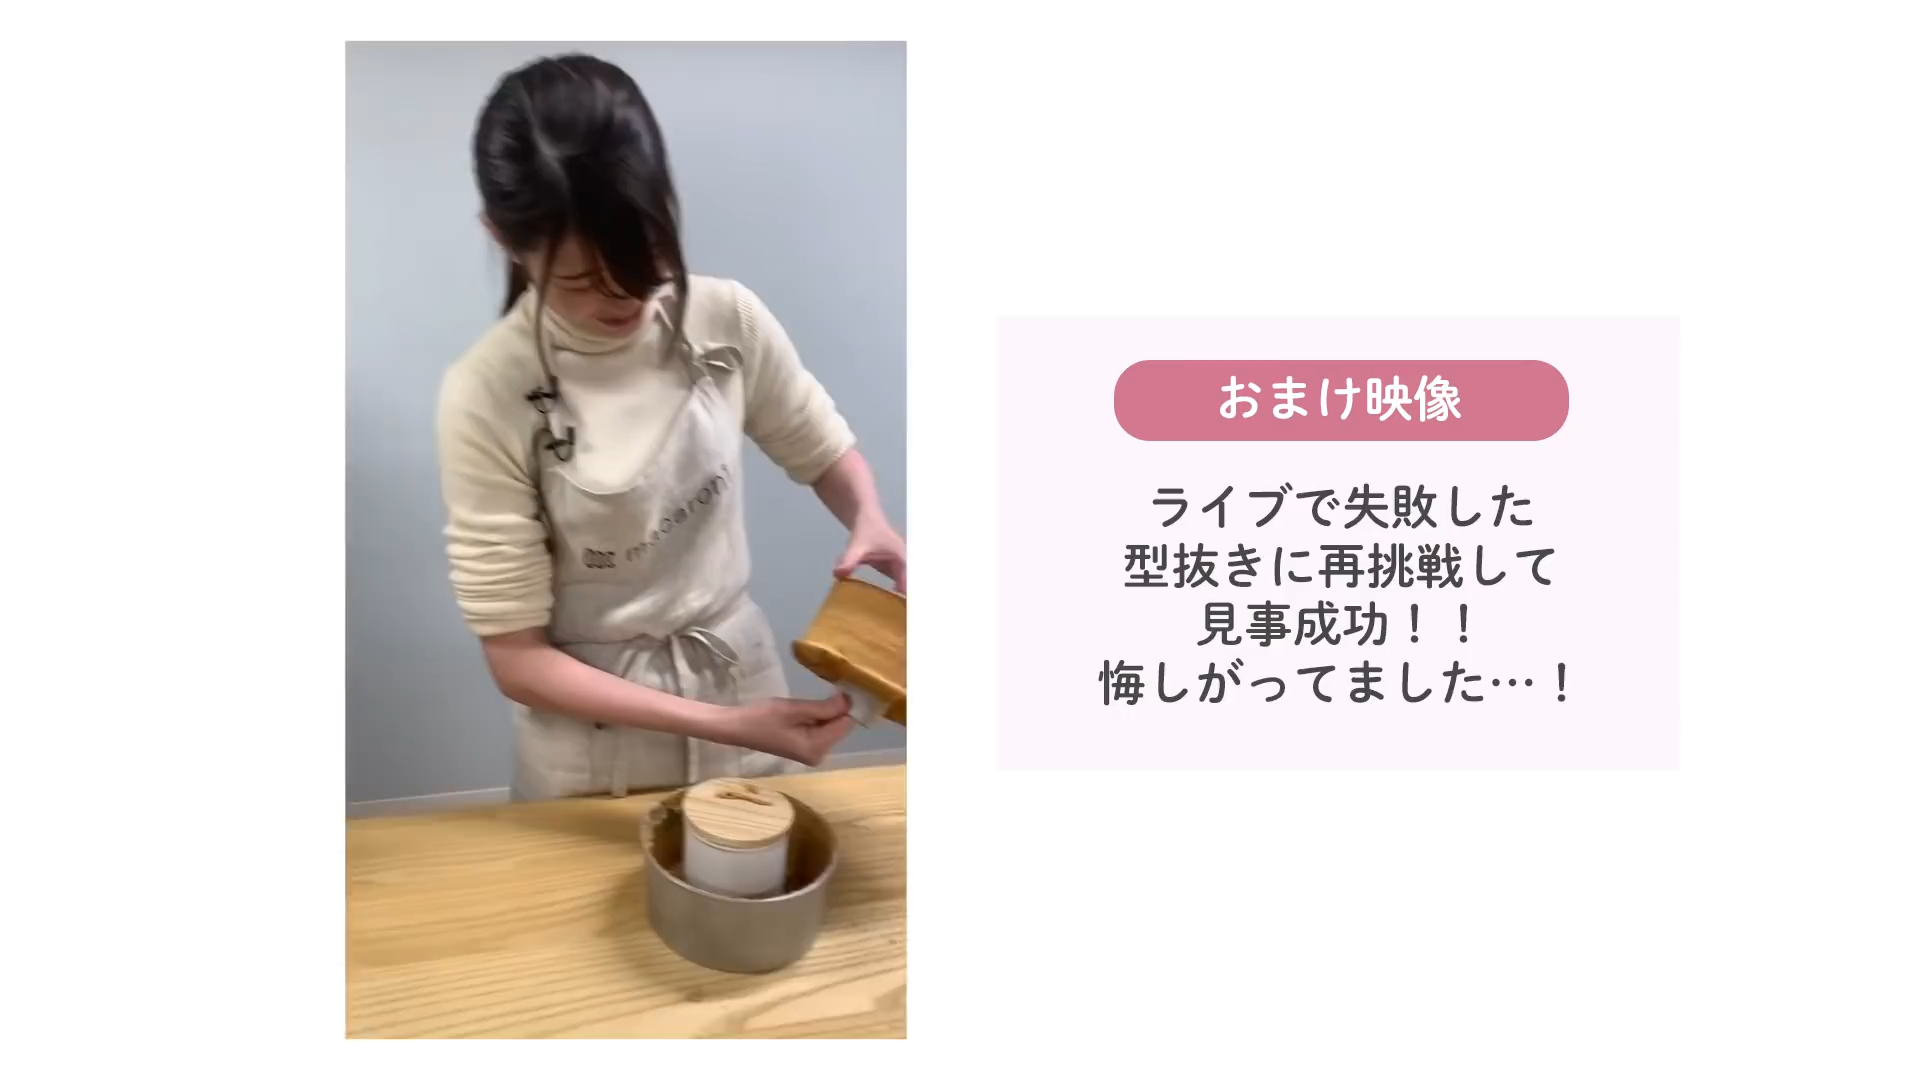 macaroni
おまけ映像
ライブで失敗した
型抜きに再挑戦して
見事成功！！
悔しがってました…！